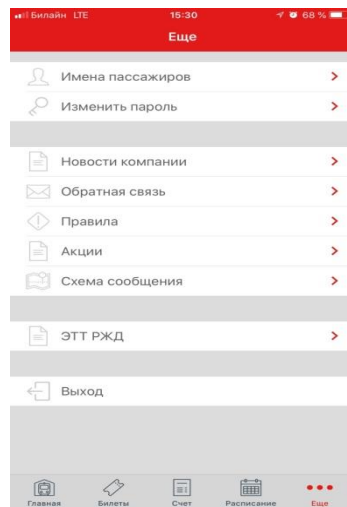 Билайн LTE 15:30 68 %
Еще
Имена пассажиров
Изменить пароль
Новости компании
Обратная связь
Правила
Акции
Схема сообщения
ЭТТ РЖД
Выход
Главная Билеты Счет Расписание Еще